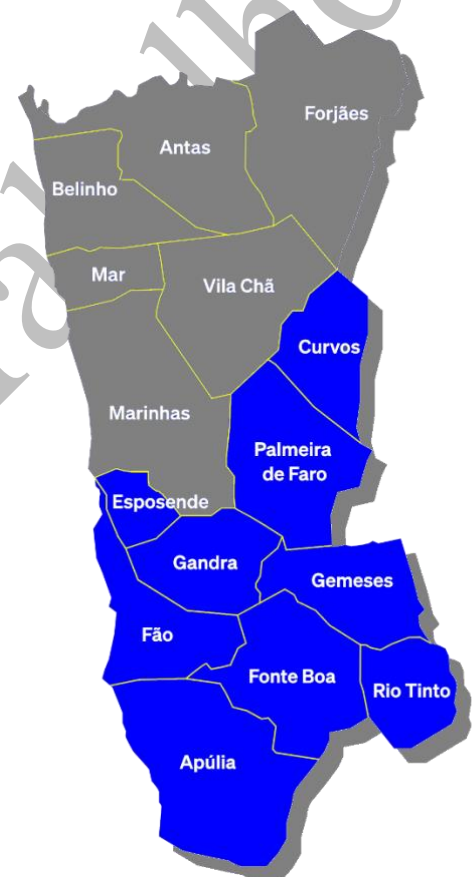 Forjães
Antas
Belinho
Mar
Vila Chã
Curvos
Marinhas
Palmeira
de Faro
Esposende
Gandra
Gemeses
Fão
Fonte Boa
Rio Tinto
Apúlia